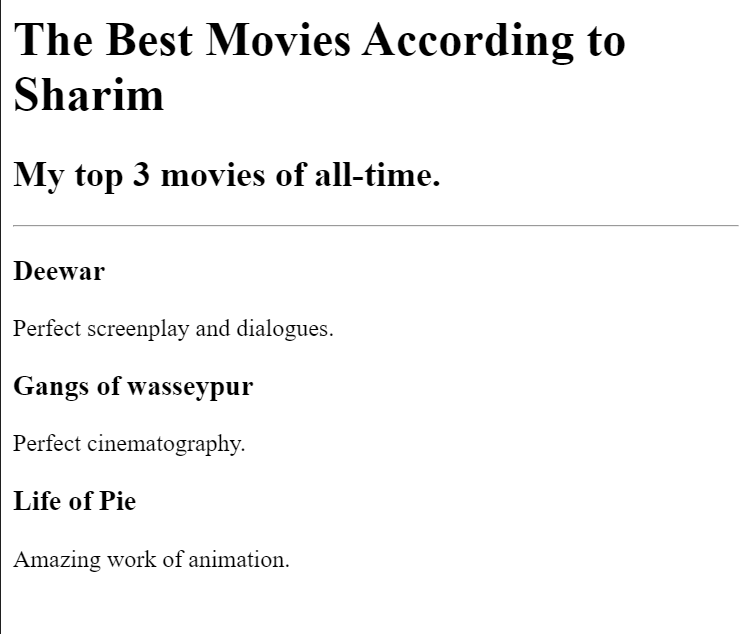 The Best Movies According to
Sharim
My top 3 movies of all-time.
Deewar
Perfect screenplay and dialogues.
Gangs of wasseypur
Perfect cinematography.
Life of Pie
Amazing work of animation.